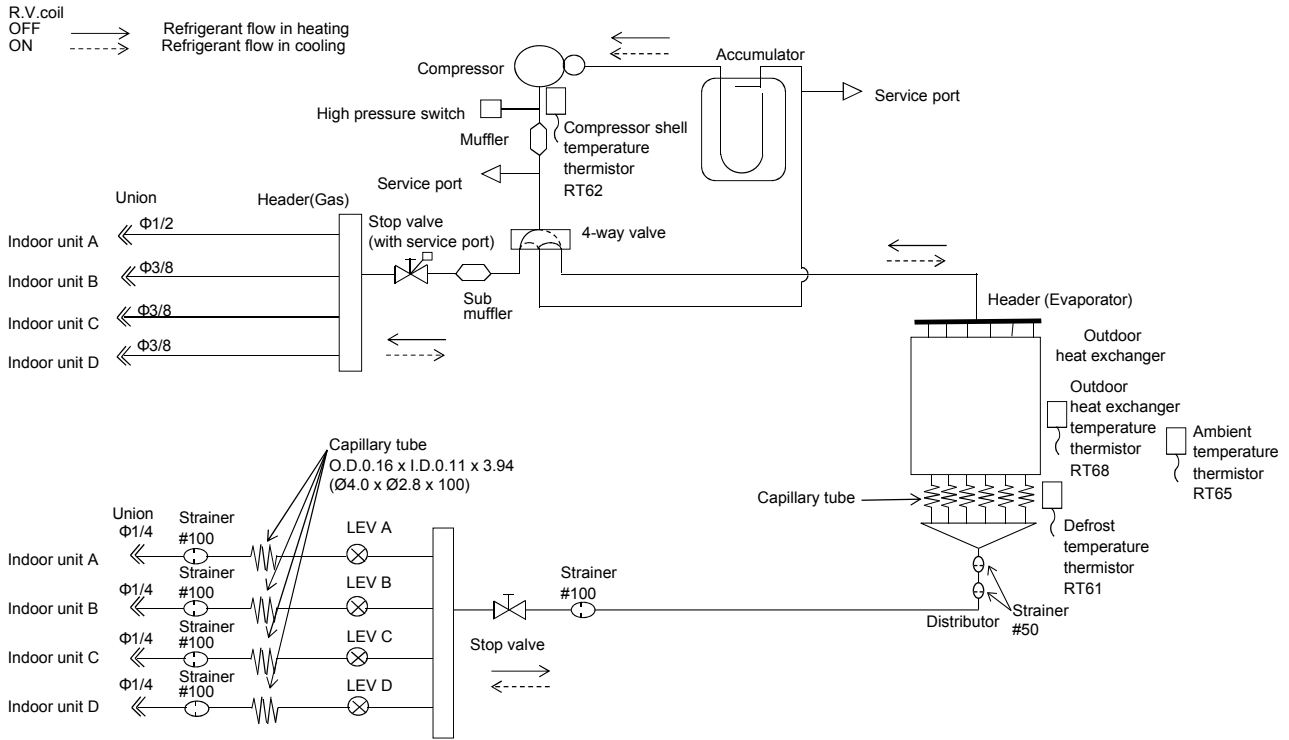 R.V.coil
OFF Refrigerant flow in heating
ON Refrigerant flow in cooling
Compressor
Accumulator
Service port
High pressure switch
Muffler
Compressor shell
temperature
thermistor
RT62
Service port
Union
Header(Gas)
Stop valve
(with service port)
4-way valve
Sub
muffler
Indoor unit A
Φ1/2
Indoor unit B
Φ3/8
Indoor unit C
Φ3/8
Indoor unit D
Φ3/8
Header (Evaporator)
Outdoor
heat exchanger
Outdoor
heat exchanger
temperature
thermistor
RT68
Ambient
temperature
thermistor
RT65
Capillary tube
Defrost
temperature
thermistor
RT61
Distributor
Strainer
#50
Capillary tube
O.D.0.16 x I.D.0.11 x 3.94
(Ø4.0 x Ø2.8 x 100)
Union
Indoor unit A
Φ1/4
Strainer
#100
LEV A
Indoor unit B
Φ1/4
Strainer
#100
LEV B
Indoor unit C
Φ1/4
Strainer
#100
LEV C
Indoor unit D
Φ1/4
Strainer
#100
LEV D
Stop valve
Strainer
#100